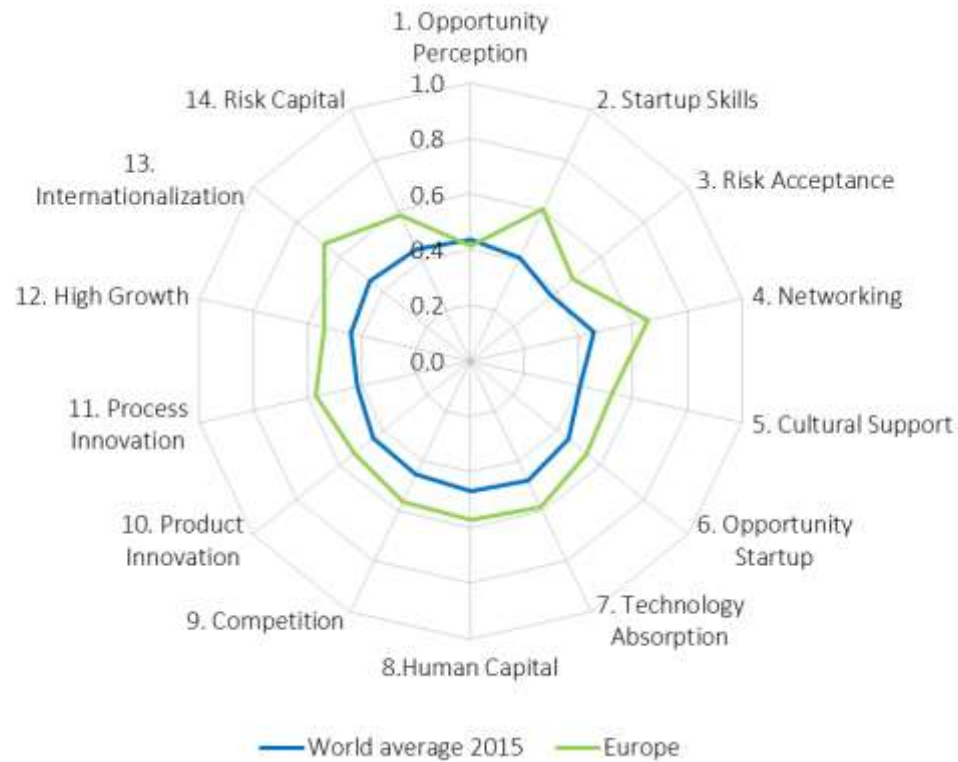 1. Opportunity
Perception
1.0
14. Risk Capital
2. Startup Skills
0.8
13.
Internationalization
3. Risk Acceptance
0.6
0.4
12. High Growth
4. Networking
0.2
0.0
11. Process
Innovation
5. Cultural Support
10. Product
Innovation
6. Opportunity
Startup
9. Competition
7. Technology
Absorption
8.Human Capital
World average 2015
Europe